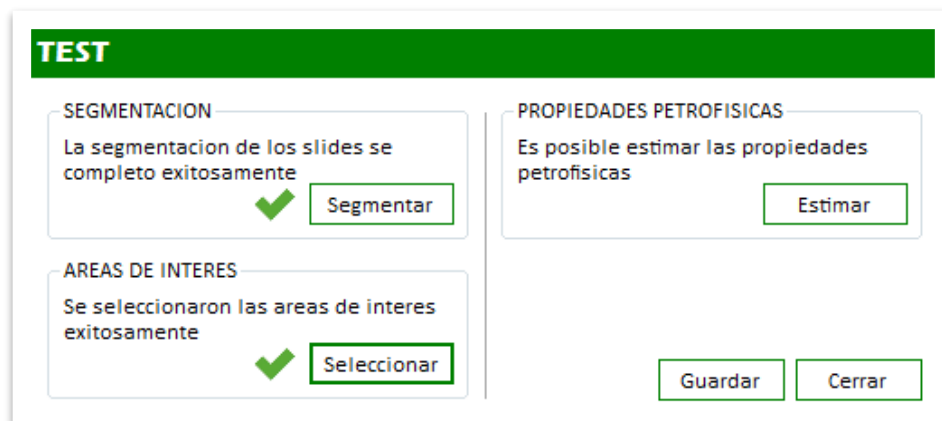 TEST
SEGMENTACION
La segmentacion de los slides se
completo exitosamente
Segmentar
AREAS DE INTERES
Se seleccionaron las areas de interes
exitosamente
Seleccionar
PROPIEDADES PETROFISICAS
Es posible estimar las propiedades
petrofisicas
Estimar
Guardar
Cerrar